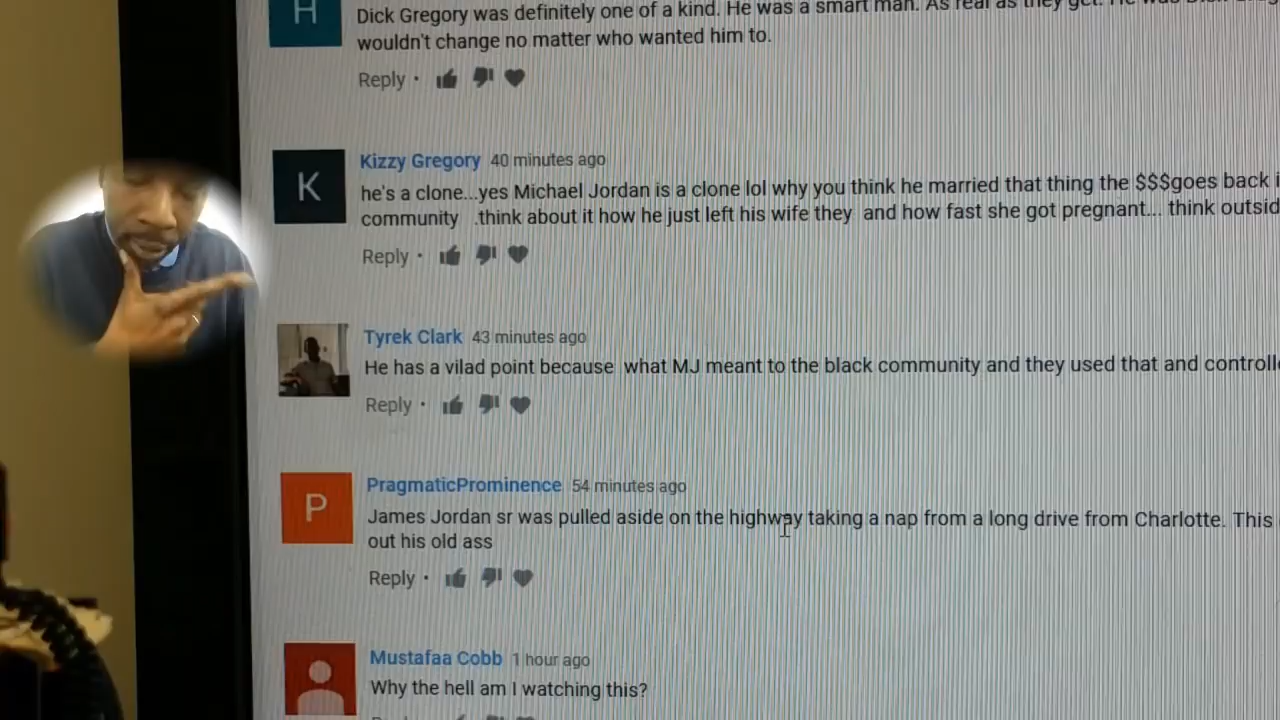 H
Dick Gregory was definitely one of a kind. He was a smart man. As real as they get. He was
wouldn't change no matter who wanted him to.
Reply
K
Kizzy Gregory 40 minutes ago
he's a clone...yes Michael Jordan is a clone lol why you think he married that thing the $$$goes back
community .think about it how he just left his wife they and how fast she got pregnant... think outsid
Reply
Tyrek Clark 43 minutes ago
He has a vilad point because what MJ meant to the black community and they used that and controll
Reply
P
PragmaticProminence 54 minutes ago
James Jordan sr was pulled aside on the highway taking a nap from a long drive from Charlotte. This
out his old ass
Reply
Mustafaa Cobb 1 hour ago
Why the hell am I watching this?